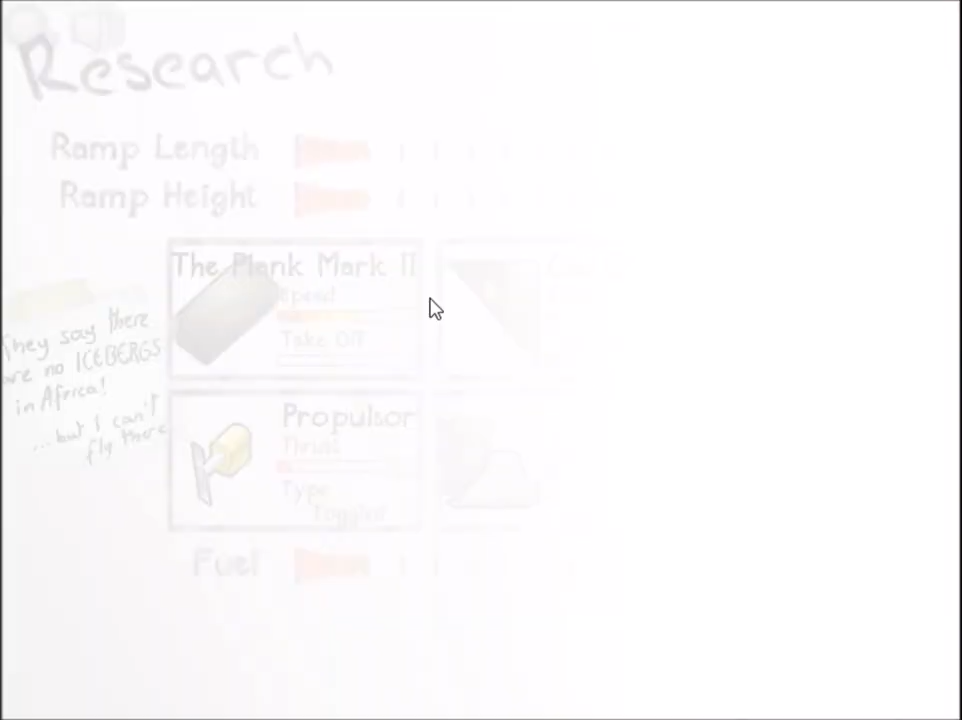 Research
Ramp Length
Ramp Height
The Plank Mark II
Speed
Take Off
They say there
are no ICEBERGS
in Africa!
...but I can't
fly there
Propulsor
Thrust
Type
Toggled
Fuel